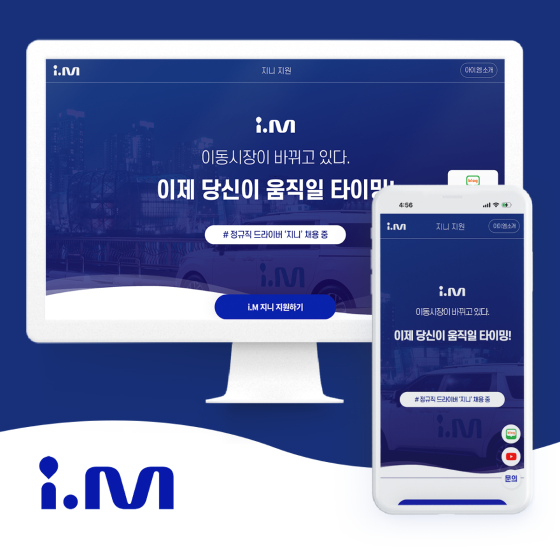 i.M
지니 지원
아이엠소개
i.M
이동시장이 바뀌고 있다.
이제 당신이 움직일 타이밍!
# 정규직 드라이버 '지니' 채용 중
i.M
i.M 지니 지원하기
4:56
i.M
지니 지원
아이엠소개
i.M
이동시장이 바뀌고 있다.
이제 당신이 움직일 타이밍!
# 정규직 드라이버 '지니' 채용 중
i.M
문의
i.M